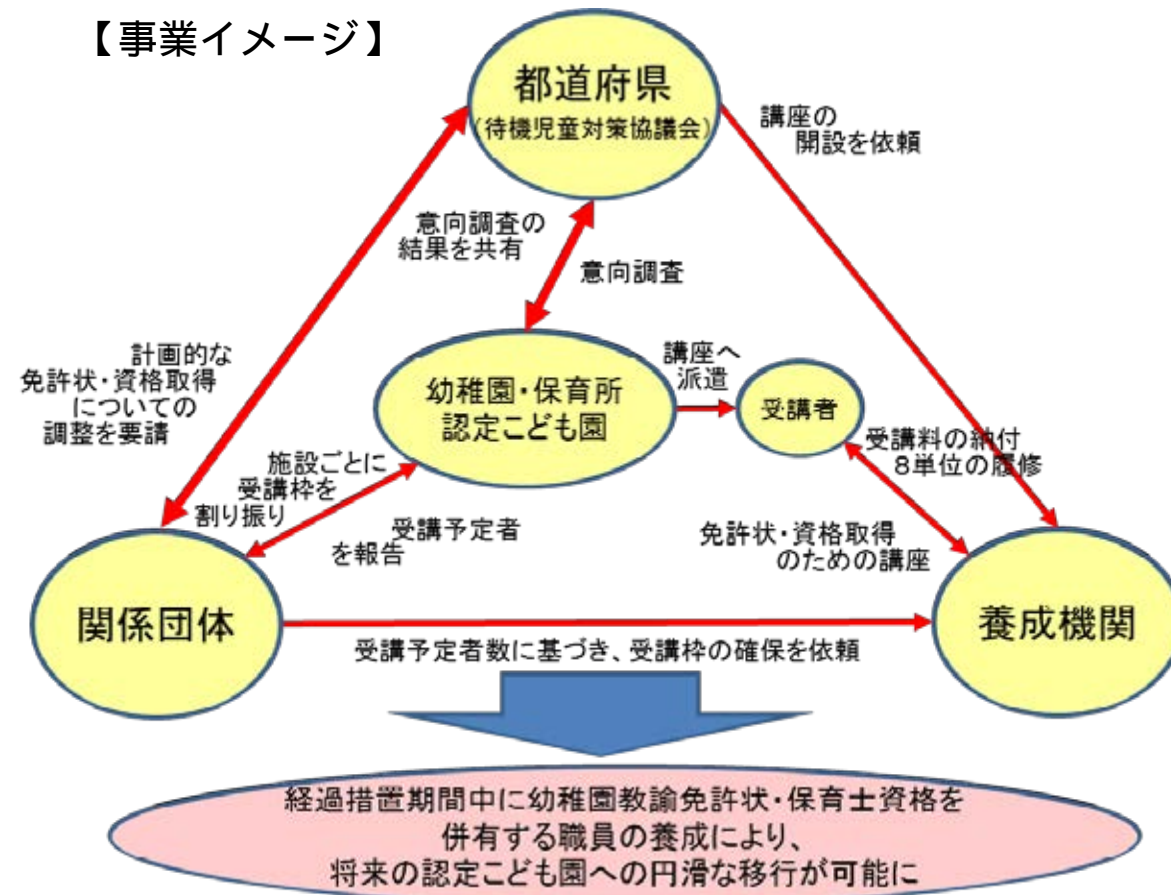 【事業イメージ】
都道府県
（待機児童対策協議会）
講座の
開設を依頼
意向調査の
結果を共有
意向調査
計画的な
免許状・資格取得
についての
調整を要請
幼稚園・保育所
認定こども園
講座へ
派遣
受講者
受講料の納付
８単位の履修
施設ごとに
受講枠を
割り振り
受講予定者
を報告
免許状・資格取得
のための講座
関係団体
養成機関
受講予定者数に基づき、受講枠の確保を依頼
経過措置期間中に幼稚園教諭免許状・保育士資格を
併有する職員の養成により、
将来の認定こども園への円滑な移行が可能に